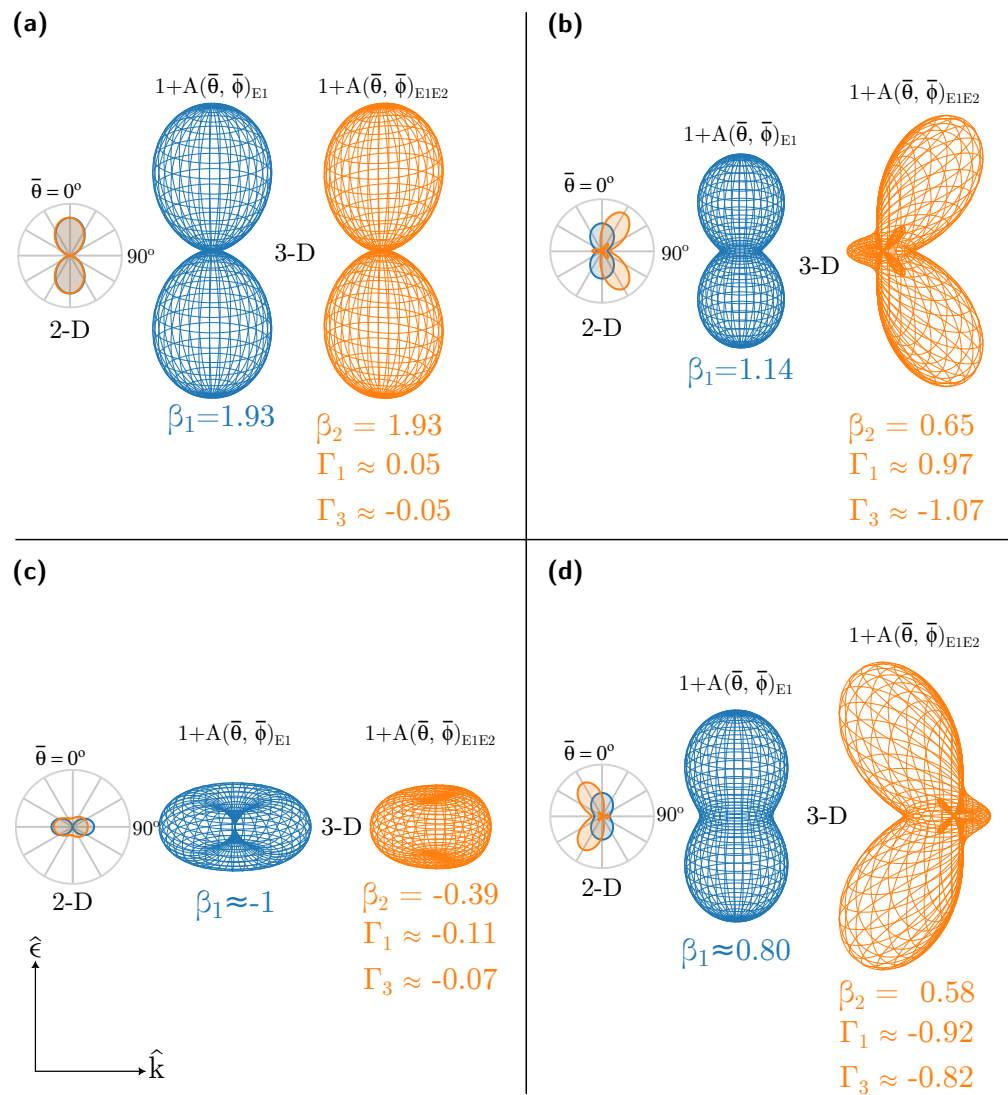 (a)
1+A(θ̅, ϕ̅)E1
1+A(θ̅, ϕ̅)E1E2
θ̅ = 0º
90º
3-D
2-D
β1=1.93
β2 = 1.93
Γ1 ≈ 0.05
Γ3 ≈ -0.05
(b)
1+A(θ̅, ϕ̅)E1E2
1+A(θ̅, ϕ̅)E1
θ̅ = 0º
90º
3-D
2-D
β1=1.14
β2 = 0.65
Γ1 ≈ 0.97
Γ3 ≈ -1.07
(c)
1+A(θ̅, ϕ̅)E1
1+A(θ̅, ϕ̅)E1E2
θ̅ = 0º
90º
3-D
2-D
β1≈-1
β2 = -0.39
Γ1 ≈ -0.11
Γ3 ≈ -0.07
ϵ̂
k̂
(d)
1+A(θ̅, ϕ̅)E1E2
1+A(θ̅, ϕ̅)E1
θ̅ = 0º
90º
3-D
2-D
β1≈0.80
β2 = 0.58
Γ1 ≈ -0.92
Γ3 ≈ -0.82